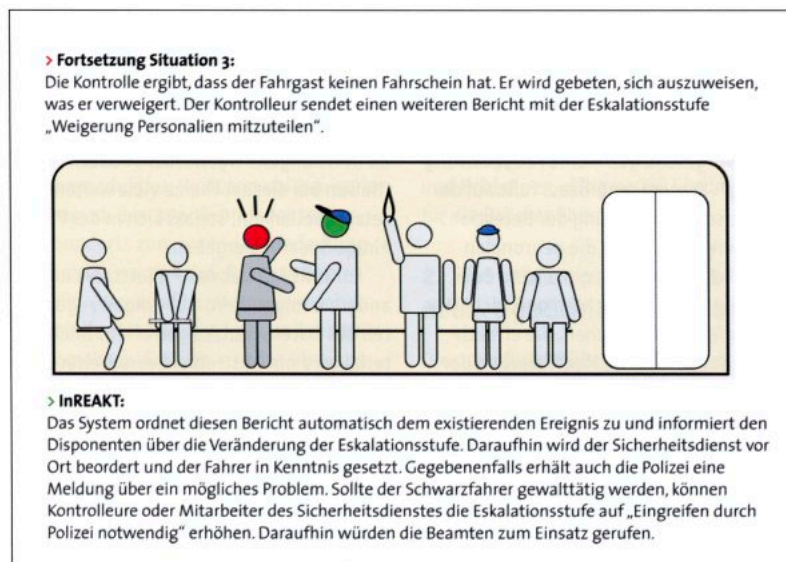 > Fortsetzung Situation 3:
Die Kontrolle ergibt, dass der Fahrgast keinen Fahrschein hat. Er wird gebeten, sich auszuweisen,
was er verweigert. Der Kontrolleur sendet einen weiteren Bericht mit der Eskalationsstufe
„Weigerung Personalien mitzuteilen“.
> InREAKT:
Das System ordnet diesen Bericht automatisch dem existierenden Ereignis zu und informiert den
Disponenten über die Veränderung der Eskalationsstufe. Daraufhin wird der Sicherheitsdienst vor
Ort beordert und der Fahrer in Kenntnis gesetzt. Gegebenenfalls erhält auch die Polizei eine
Meldung über ein mögliches Problem. Sollte der Schwarzfahrer gewalttätig werden, können
Kontrolleure oder Mitarbeiter des Sicherheitsdienstes die Eskalationsstufe auf „Eingreifen durch
Polizei notwendig“ erhöhen. Daraufhin würden die Beamten zum Einsatz gerufen.